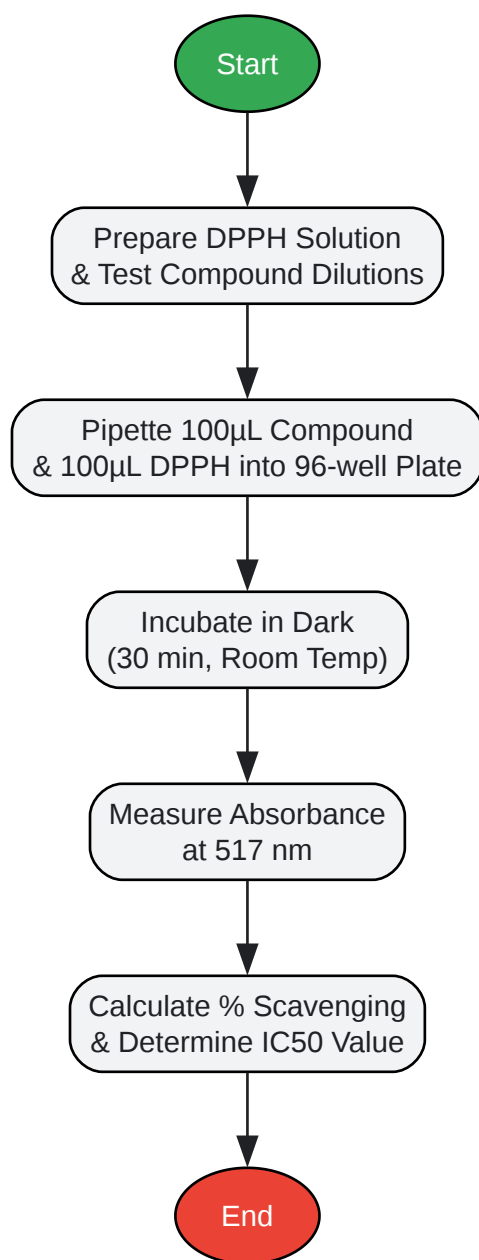 Start
Prepare DPPH Solution
& Test Compound Dilutions
Pipette 100µL Compound
& 100µL DPPH into 96-well Plate
Incubate in Dark
(30 min, Room Temp)
Measure Absorbance
at 517 nm
Calculate % Scavenging
& Determine IC50 Value
End